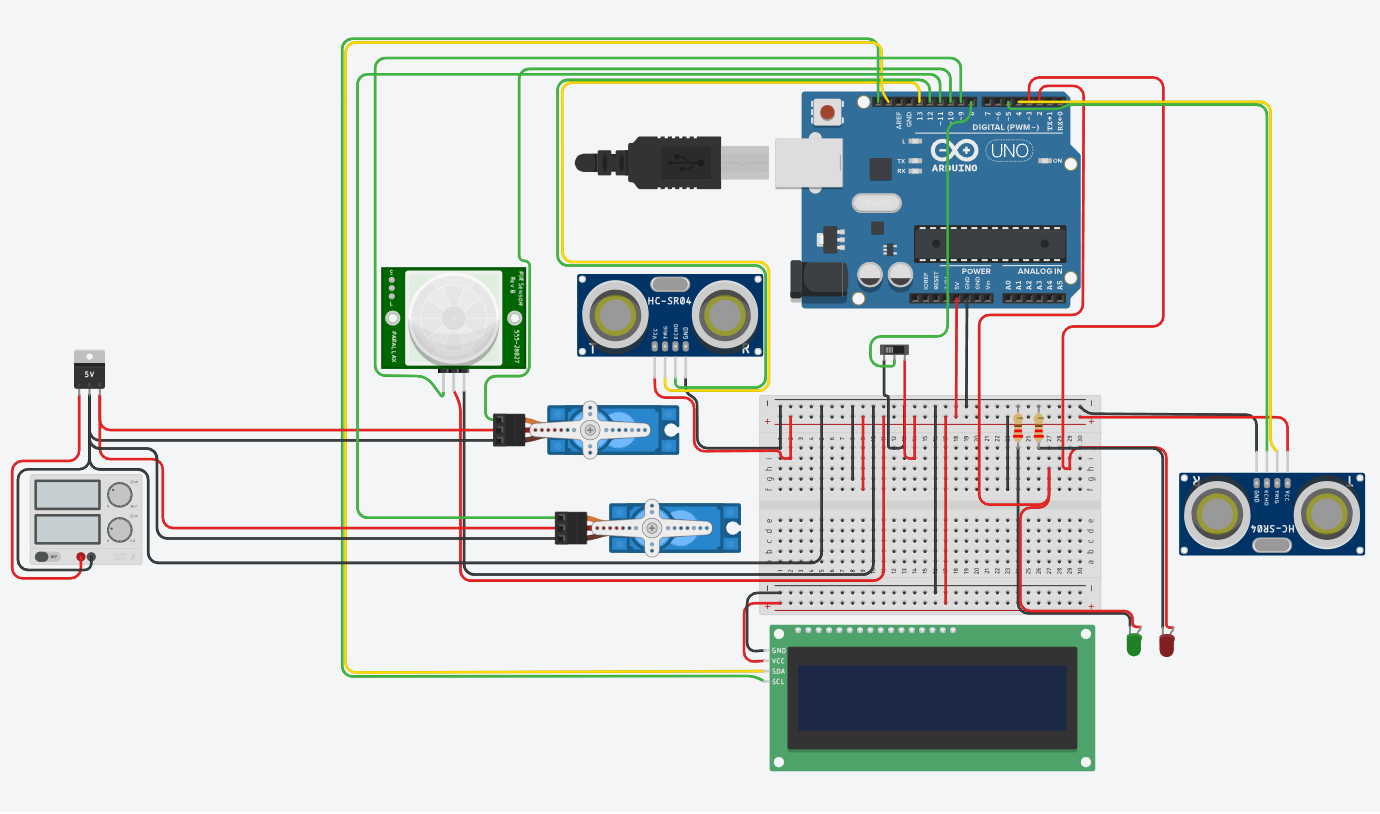 AREF
GND
13
12
~11
~10
~9
8
7
~6
~5
4
~3
2
TX→1
RX←0
DIGITAL (PWM~)
L
TX
RX
ARDUINO
UNO
ON
IOREF
RESET
5V
GND
GND
Vin
POWER
ANALOG IN
A0
A1
A2
A3
A4
A5
PIR Sensor
Rev B
555-28027
PARALLAX
HC-SR04
VCC
TRIG
ECHO
GND
T
R
5V
HC-SR04
GND
ECHO
TRIG
VCC
R
T
GND
VCC
SDA
SCL